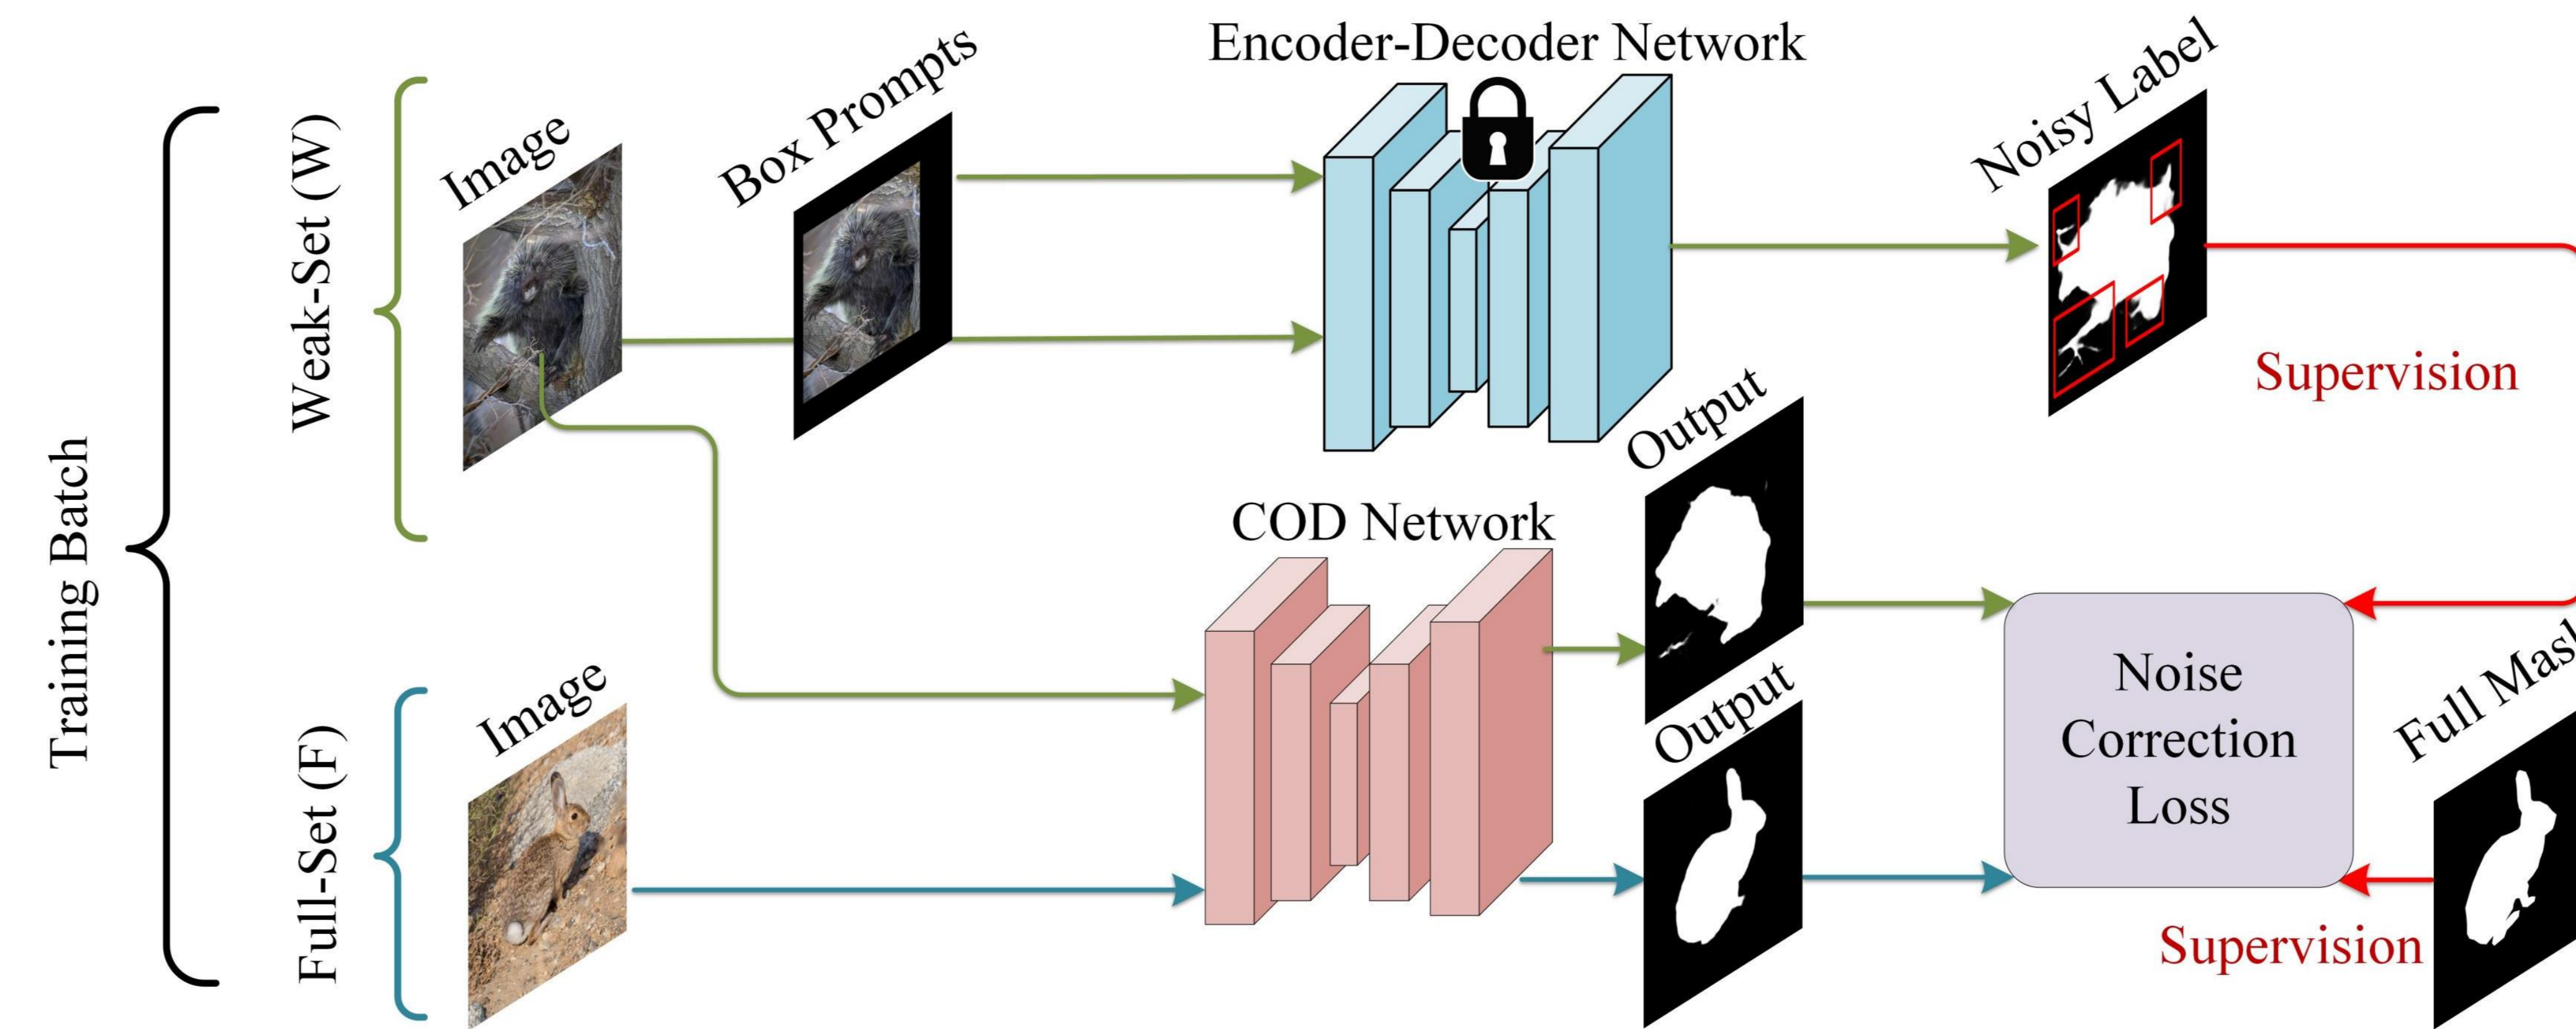 Training Batch
Weak-Set (W)
Image
Box Prompts
Encoder-Decoder Network
Noisy Label
Supervision
Output
COD Network
Full-Set (F)
Image
Output
Noise
Correction
Loss
Full
Supervision